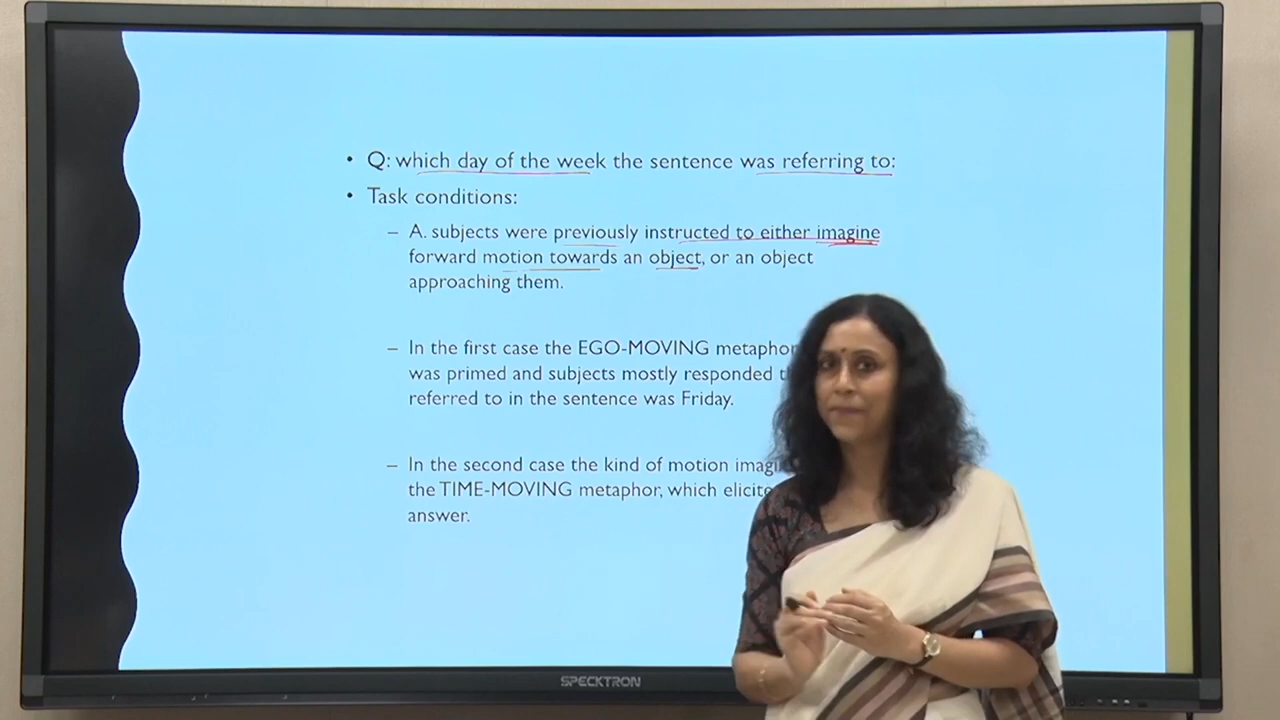 • Q: which day of the week the sentence was referring to:
• Task conditions:
– A. subjects were previously instructed to either imagine
forward motion towards an object, or an object
approaching them.
– In the first case the EGO-MOVING metaphor
was primed and subjects mostly responded
referred to in the sentence was Friday.
– In the second case the kind of motion
the TIME-MOVING metaphor, which
answer.
SPECKTRON